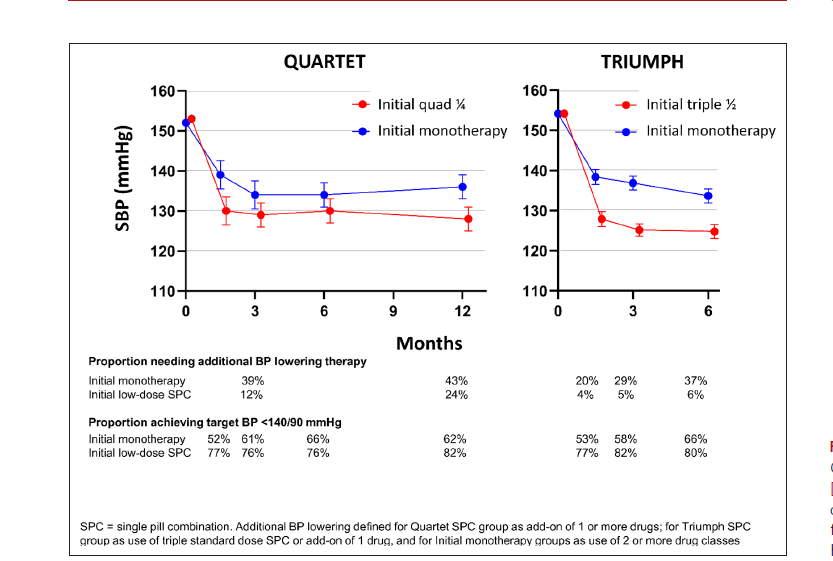 QUARTET
TRIUMPH
160
150
140
130
120
110
SBP (mmHg)
Initial quad ¼
Initial monotherapy
0 3 6 9 12
160
150
140
130
120
110
Initial triple ½
Initial monotherapy
0 3 6
Months
Proportion needing additional BP lowering therapy
Initial monotherapy 39% 43% 20% 29% 37%
Initial low-dose SPC 12% 24% 4% 5% 6%
Proportion achieving target BP <140/90 mmHg
Initial monotherapy 52% 61% 66% 62% 53% 58% 66%
Initial low-dose SPC 77% 76% 76% 82% 77% 82% 80%
SPC = single pill combination. Additional BP lowering defined for Quartet SPC group as add-on of 1 or more drugs; for Triumph SPC
group as use of triple standard dose SPC or add-on of 1 drug, and for Initial monotherapy groups as use of 2 or more drug classes